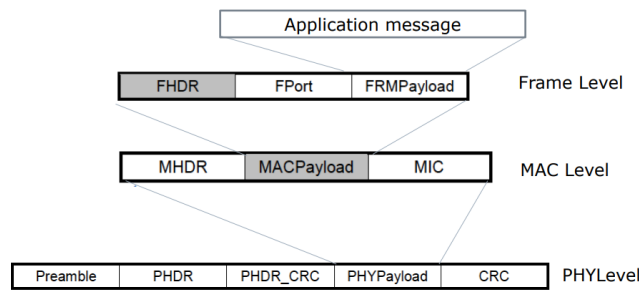 Application message
FHDR FPort FRMPayload Frame Level
MHDR MACPayload MIC MAC Level
Preamble PHDR PHDR_CRC PHYPayload CRC PHYLevel